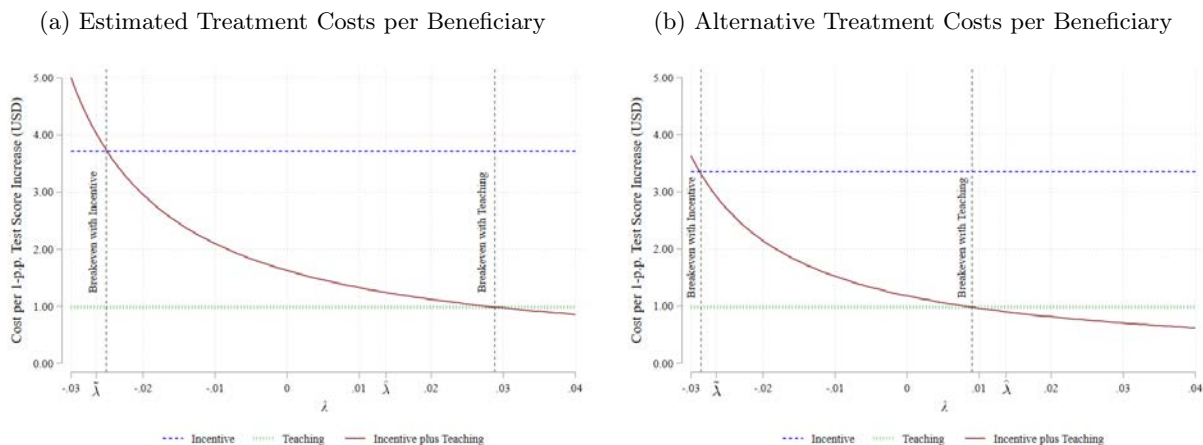 (a) Estimated Treatment Costs per Beneficiary
Cost per 1-p.p. Test Score Increase (USD)
5.00
4.00
3.00
2.00
1.00
0.00
Breakeven with Incentive
Breakeven with Teaching
-.03 λ̃ -.02 -.01 0 .01 λ̂ .02 .03 .04
λ
Incentive Teaching Incentive plus Teaching
(b) Alternative Treatment Costs per Beneficiary
Cost per 1-p.p. Test Score Increase (USD)
5.00
4.00
3.00
2.00
1.00
0.00
Breakeven with Incentive
Breakeven with Teaching
-.03 λ̃ -.02 -.01 0 .01 λ̂ .02 .03 .04
λ
Incentive Teaching Incentive plus Teaching